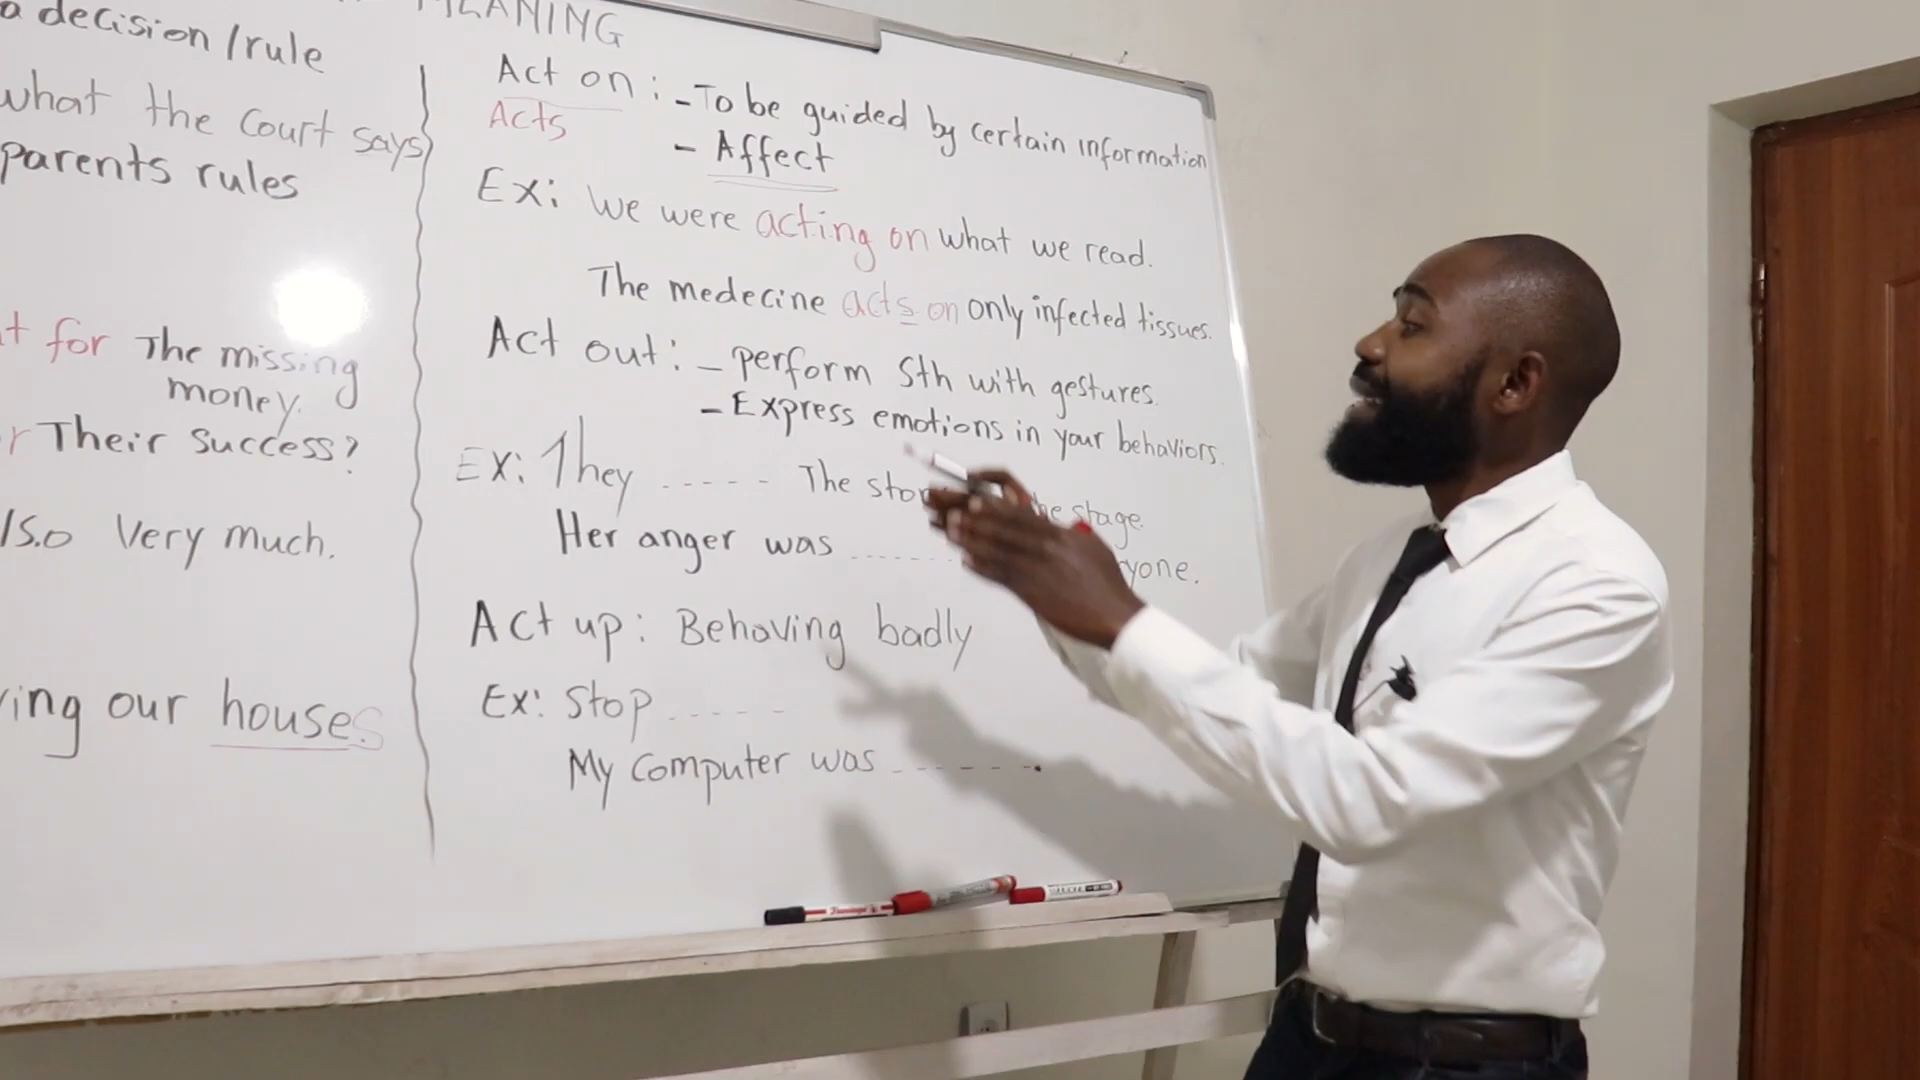 a decision/rule
what the Court says
parents rules
for The missing
money.
Their success?
Very much.
our houses
MEANING
Act on : - To be guided by certain information
Acts
- Affect
Ex: We were acting on what we read.
The medecine acts on only infected tissues.
Act out: - perform Sth with gestures.
- Express emotions in your behaviors.
Ex: They ----- The stage.
Her anger was
Act up: Behaving badly
Ex: Stop -----
My computer was ------.